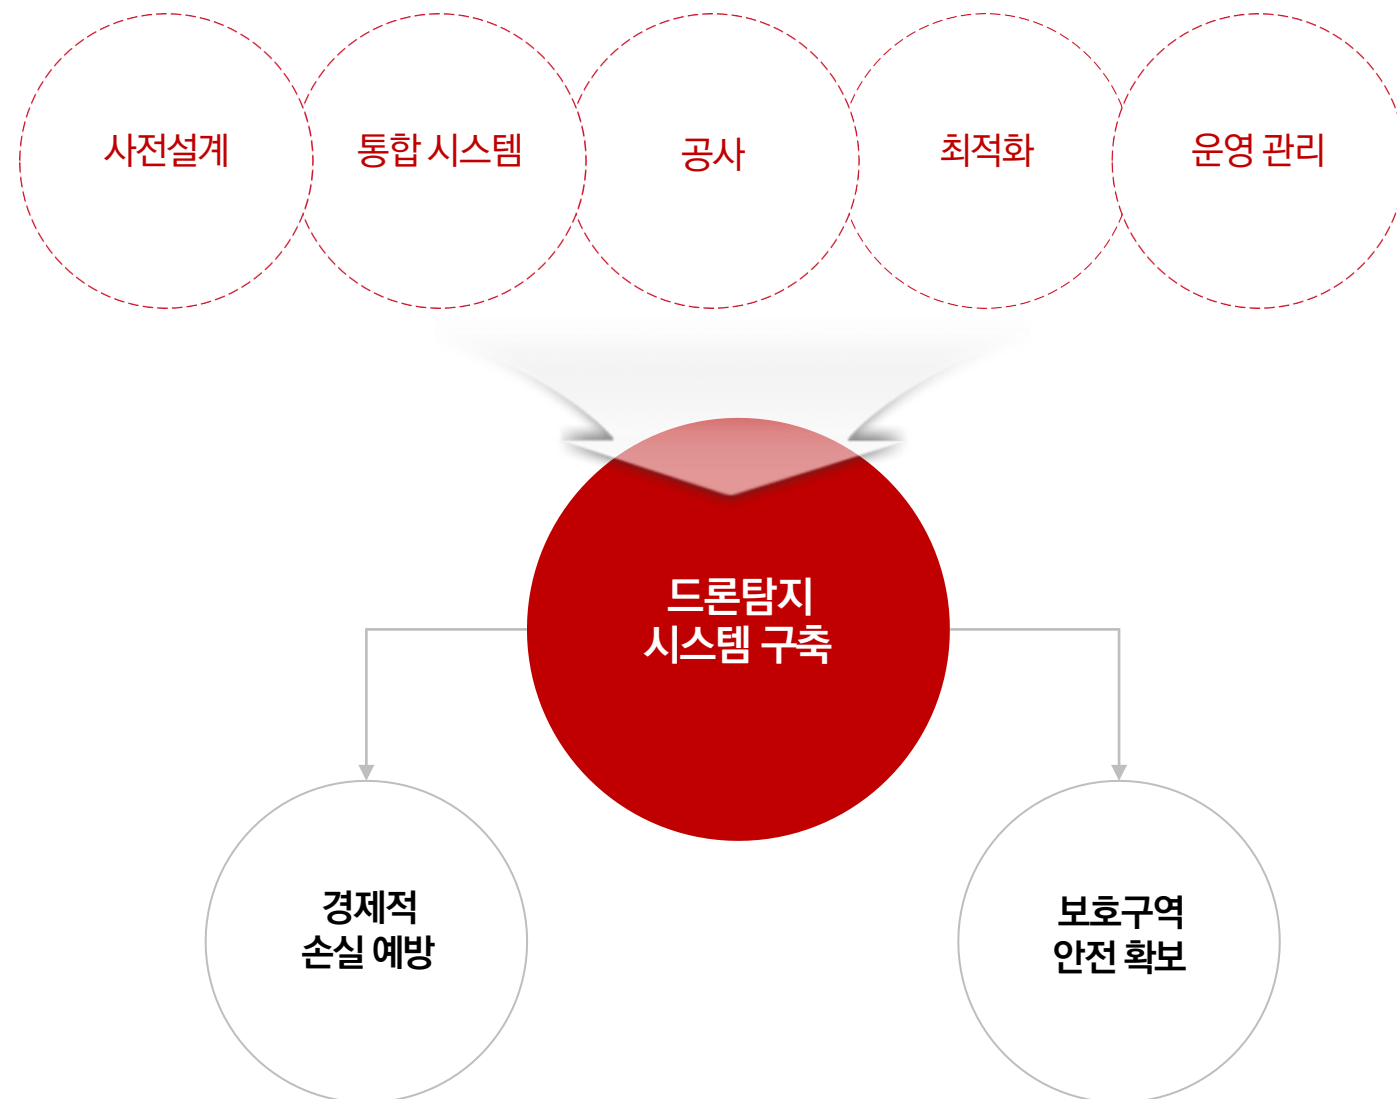 사전설계
통합 시스템
공사
최적화
운영 관리
드론탐지
시스템 구축
경제적
손실 예방
보호구역
안전 확보